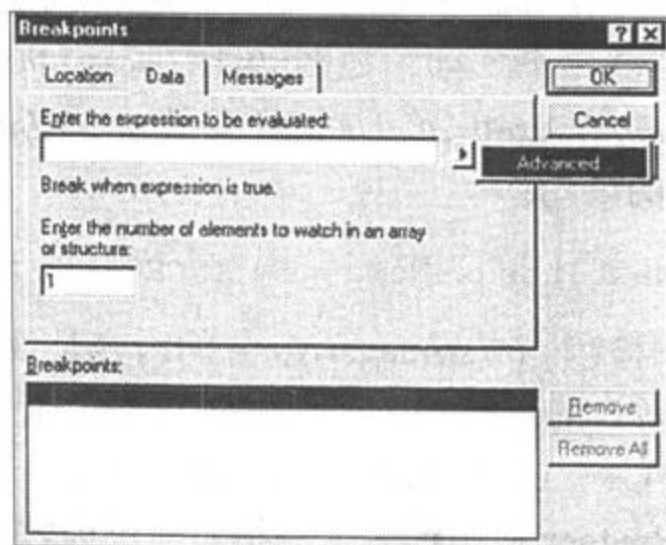 Breakpoints
Location Data Messages
OK
Enter the expression to be evaluated:
Cancel
Advanced...
Break when expression is true.
Enter the number of elements to watch in an array
or structure:
1
Breakpoints:
Remove
Remove All